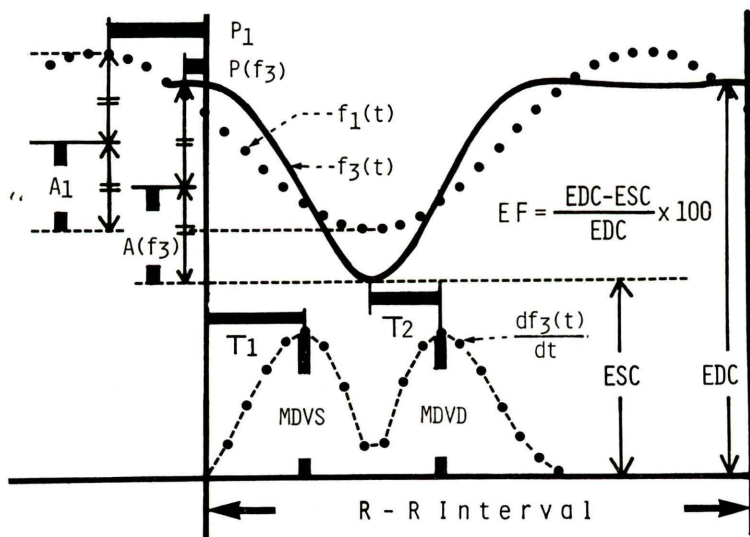 P1
P(f3)
f1(t)
f3(t)
A1
A(f3)
EF = EDC-ESC / EDC x 100
T1
T2
df3(t) / dt
MDVS
MDVD
ESC
EDC
R-R Interval